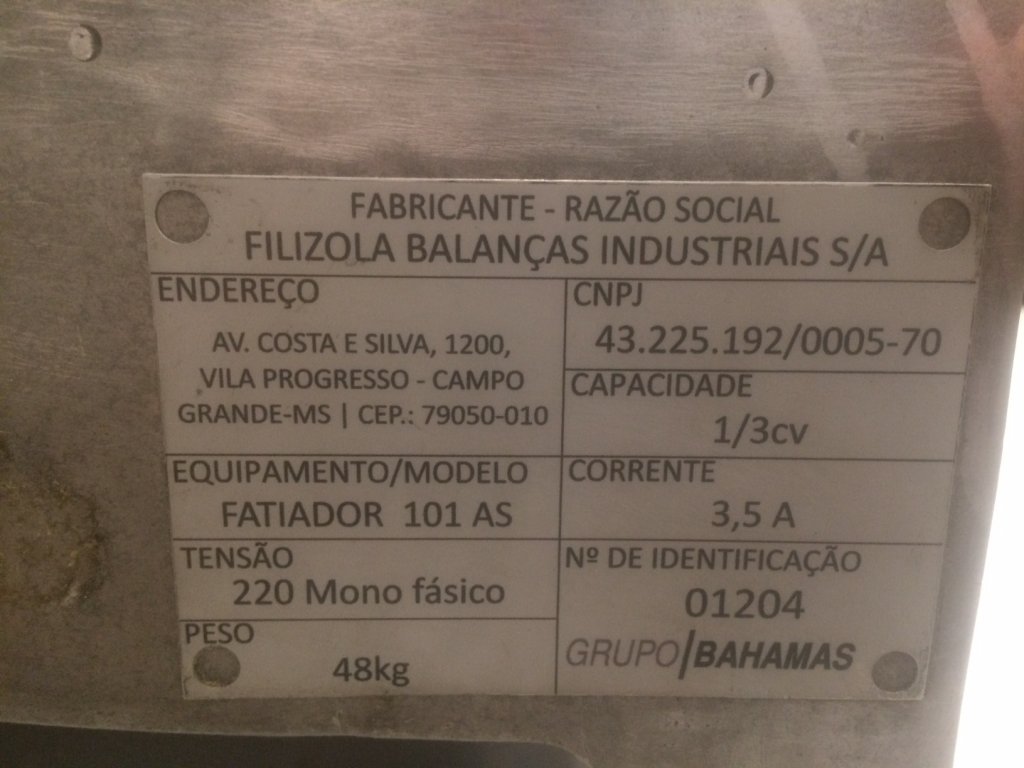 FABRICANTE - RAZÃO SOCIAL
FILIZOLA BALANÇAS INDUSTRIAIS S/A
ENDEREÇO
AV. COSTA E SILVA, 1200,
VILA PROGRESSO - CAMPO
GRANDE-MS | CEP.: 79050-010
CNPJ
43.225.192/0005-70
CAPACIDADE
1/3cv
EQUIPAMENTO/MODELO
FATIADOR 101 AS
CORRENTE
3,5 A
TENSÃO
220 Mono fásico
Nº DE IDENTIFICAÇÃO
01204
PESO
48kg
GRUPO/BAHAMAS